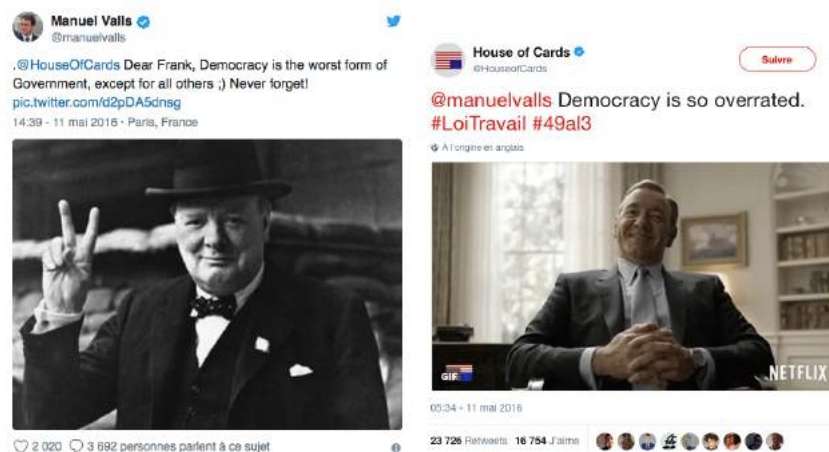 Manuel Valls
@manuelvalls
.@HouseOfCards Dear Frank, Democracy is the worst form of
Government, except for all others ;) Never forget!
pic.twitter.com/d2pDA5dnsg
14:39 - 11 mai 2016 · Paris, France
2 020 3 692 personnes parlent à ce sujet
House of Cards
@HouseofCards
Suivre
@manuelvalls Democracy is so overrated.
#LoiTravail #49al3
À l'origine en anglais
GIF
NETFLIX
05:34 - 11 mai 2016
23 726 Retweets 16 754 J'aime